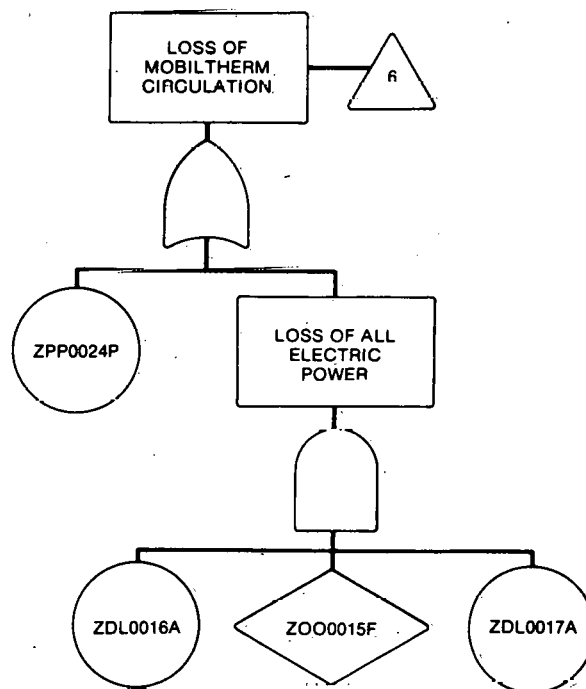 LOSS OF
MOBILTHERM
CIRCULATION
6
ZPP0024P
LOSS OF ALL
ELECTRIC
POWER
ZDL0016A
ZOO0015F
ZDL0017A